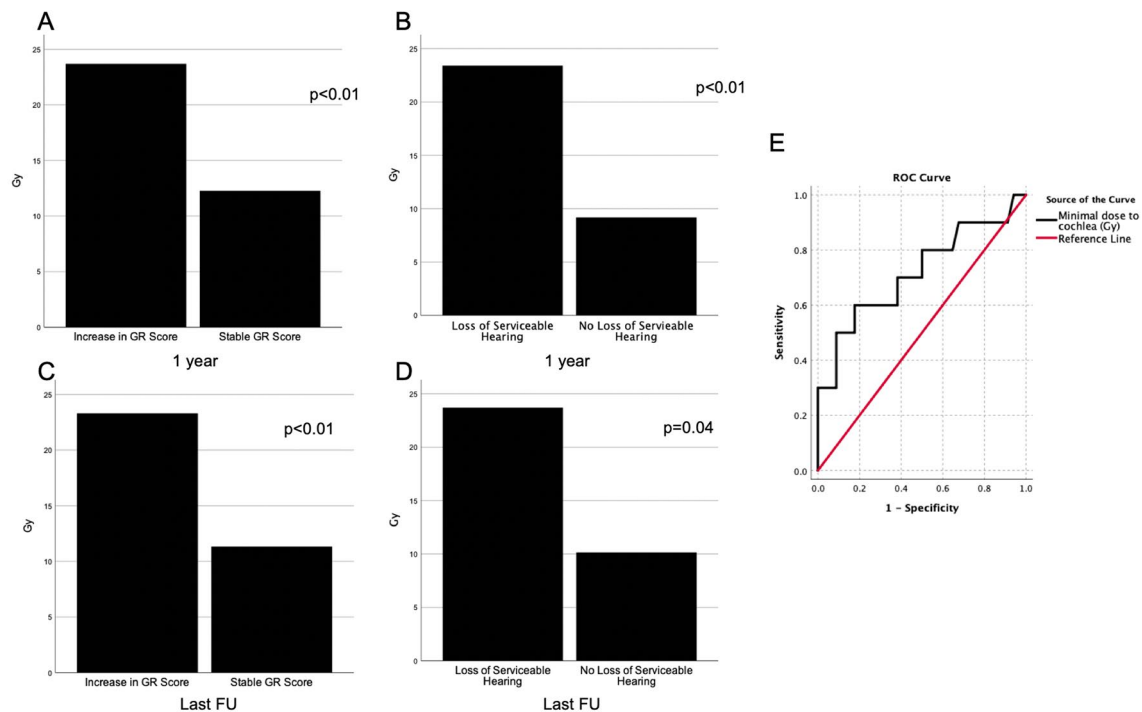 A
25
20
15
10
5
0
Gy
p<0.01
Increase in GR Score
Stable GR Score
1 year
B
25
20
15
10
5
0
Gy
p<0.01
Loss of Serviceable
Hearing
No Loss of Servieable
Hearing
C
25
20
15
10
5
0
Gy
p<0.01
Increase in GR Score
Stable GR Score
Last FU
D
25
20
15
10
5
0
Gy
p=0.04
Loss of Serviceable
Hearing
No Loss of Serviceable
Hearing
Last FU
E
ROC Curve
1.0
0.8
0.6
0.4
0.2
0.0
Sensitivity
0.0 0.2 0.4 0.6 0.8 1.0
1 - Specificity
Source of the Curve
Minimal dose to
cochlea (Gy)
Reference Line